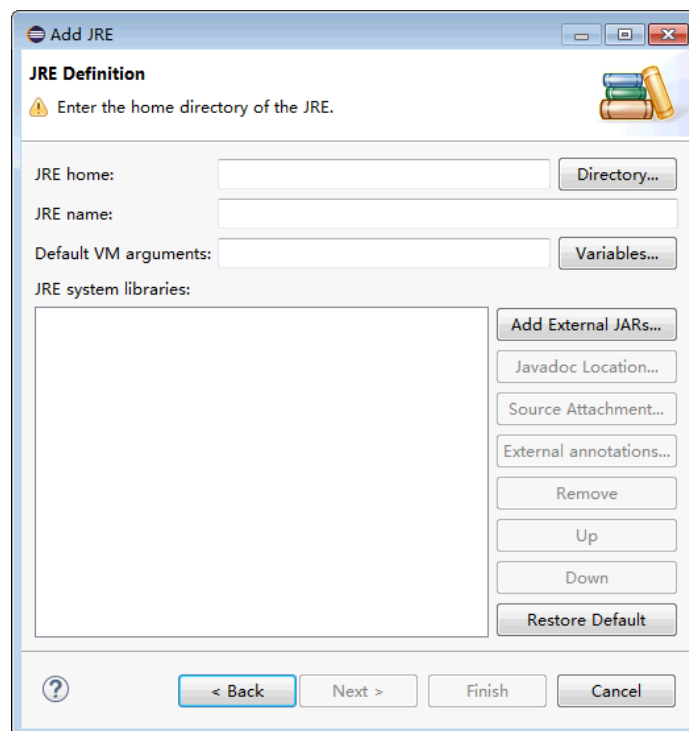 Add JRE
JRE Definition
Enter the home directory of the JRE.
JRE home:
Directory...
JRE name:
Default VM arguments:
Variables...
JRE system libraries:
Add External JARs...
Javadoc Location...
Source Attachment...
External annotations...
Remove
Up
Down
Restore Default
?
< Back
Next >
Finish
Cancel